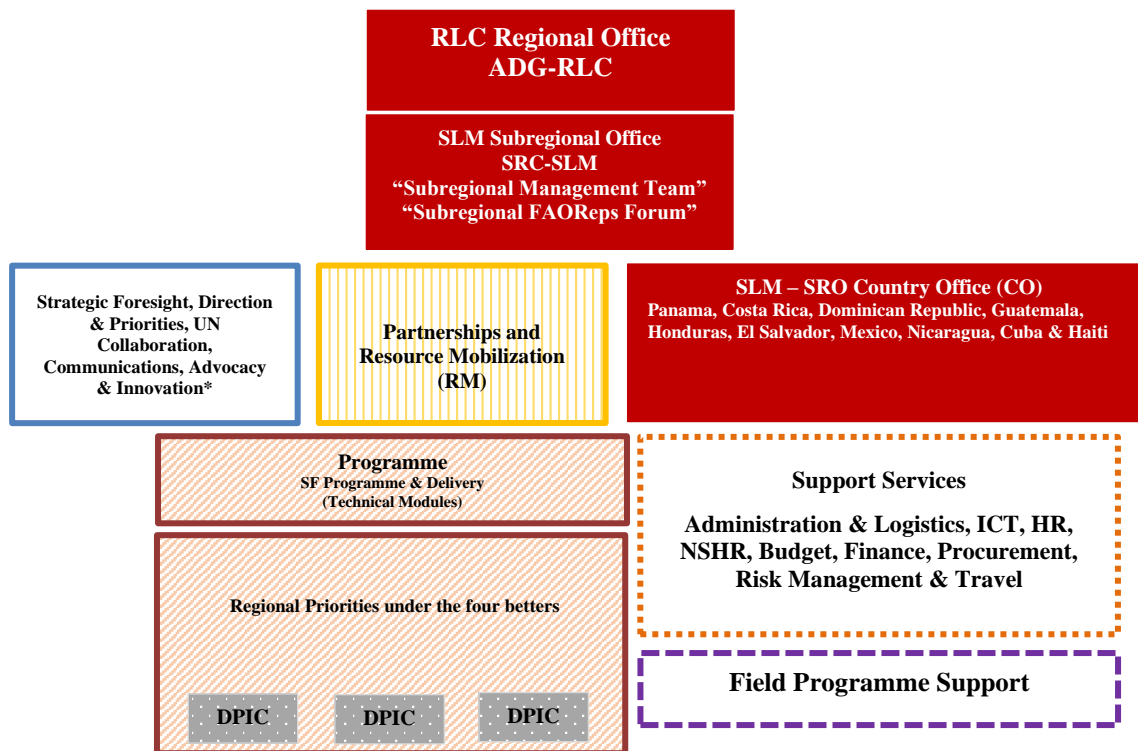 RLC Regional Office
ADG-RLC
SLM Subregional Office
SRC-SLM
“Subregional Management Team”
“Subregional FAOReps Forum”
Strategic Foresight, Direction
& Priorities, UN
Collaboration,
Communications, Advocacy
& Innovation*
Partnerships and
Resource Mobilization
(RM)
SLM – SRO Country Office (CO)
Panama, Costa Rica, Dominican Republic, Guatemala,
Honduras, El Salvador, Mexico, Nicaragua, Cuba & Haiti
Programme
SF Programme & Delivery
(Technical Modules)
Support Services
Administration & Logistics, ICT, HR,
NSHR, Budget, Finance, Procurement,
Risk Management & Travel
Regional Priorities under the four betters
DPIC
DPIC
DPIC
Field Programme Support